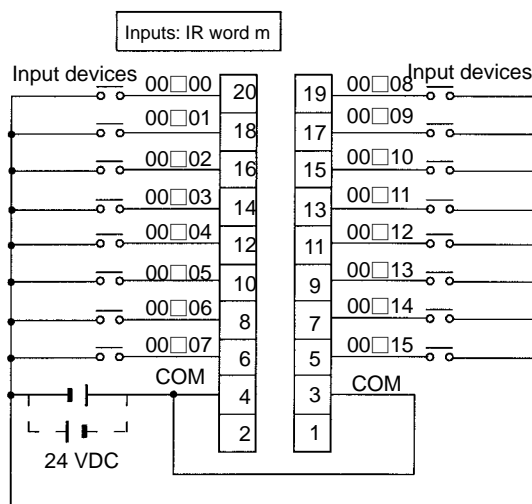 Inputs: IR word m
Input devices Input devices
00□00 20 19 00□08
00□01 18 17 00□09
00□02 16 15 00□10
00□03 14 13 00□11
00□04 12 11 00□12
00□05 10 9 00□13
00□06 8 7 00□14
00□07 6 5 00□15
COM 4 3 COM
2 1
24 VDC